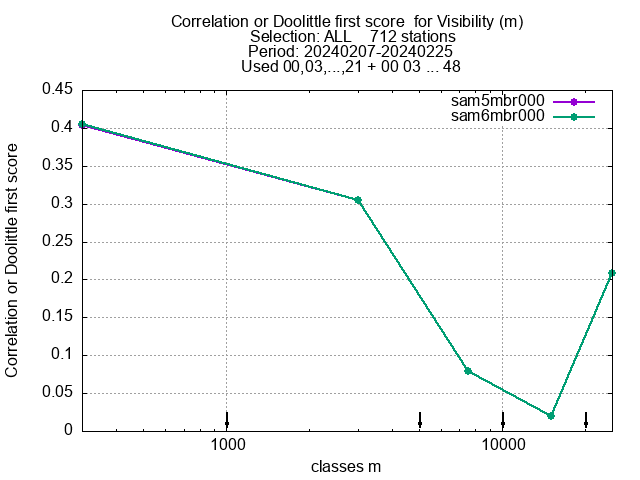 Correlation or Doolittle first score  for Visibility (m)
Selection: ALL    712 stations
Period: 20240207-20240225
Used 00,03,...,21 + 00 03 ... 48
sam5mbr000
sam6mbr000
0.45
0.4
0.35
0.3
0.25
0.2
0.15
0.1
0.05
0
Correlation or Doolittle first score
1000
10000
classes m